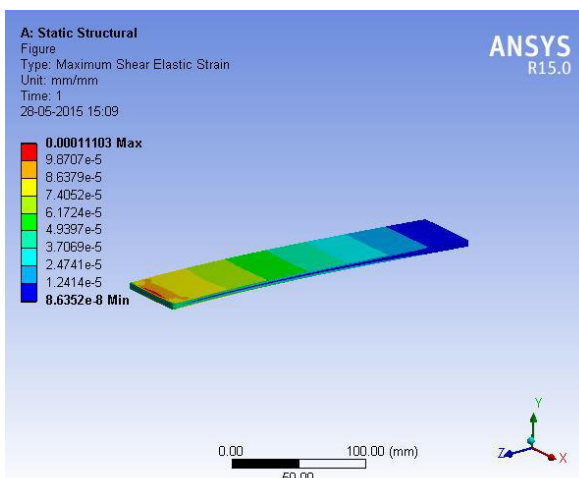 A: Static Structural
Figure
Type: Maximum Shear Elastic Strain
Unit: mm/mm
Time: 1
28-05-2015 15:09
ANSYS
R15.0
0.00011103 Max
9.8707e-5
8.6379e-5
7.4052e-5
6.1724e-5
4.9397e-5
3.7069e-5
2.4741e-5
1.2414e-5
8.6352e-8 Min
0.00 100.00 (mm)
50.00
Y
Z X